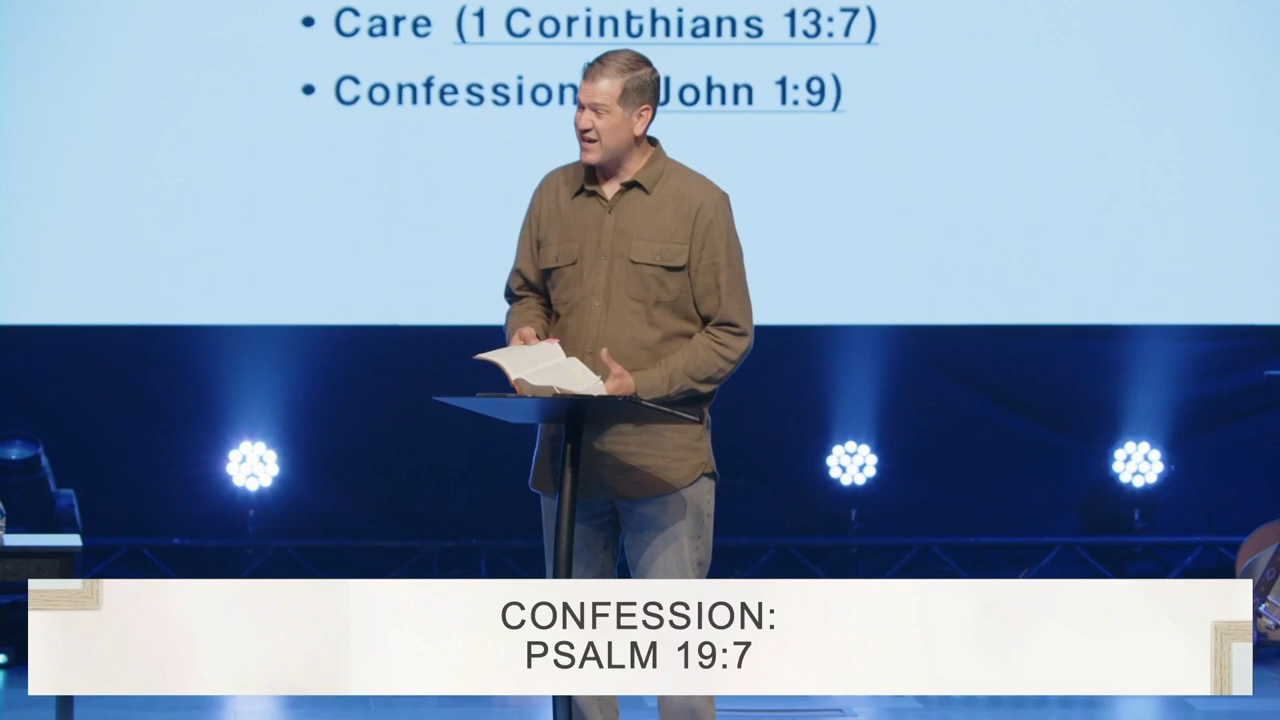 • Care (1 Corinthians 13:7)
• Confession John 1:9)
CONFESSION:
PSALM 19:7